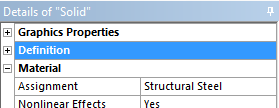 Details of "Solid"
Graphics Properties
Definition
Material
Assignment Structural Steel
Nonlinear Effects Yes